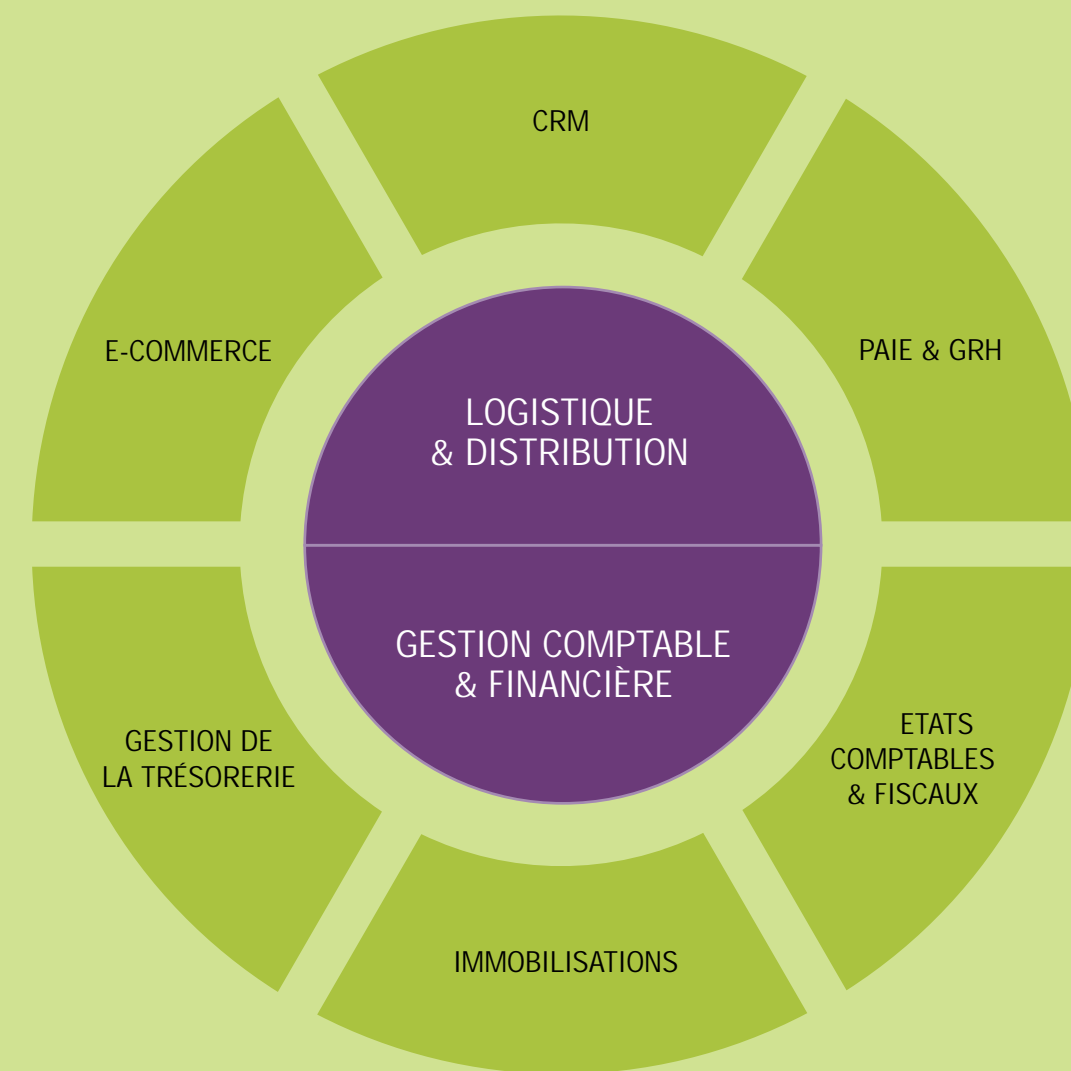 CRM
E-COMMERCE
PAIE & GRH
LOGISTIQUE
& DISTRIBUTION
GESTION COMPTABLE
& FINANCIÈRE
GESTION DE
LA TRÉSORERIE
ETATS
COMPTABLES
& FISCAUX
IMMOBILISATIONS